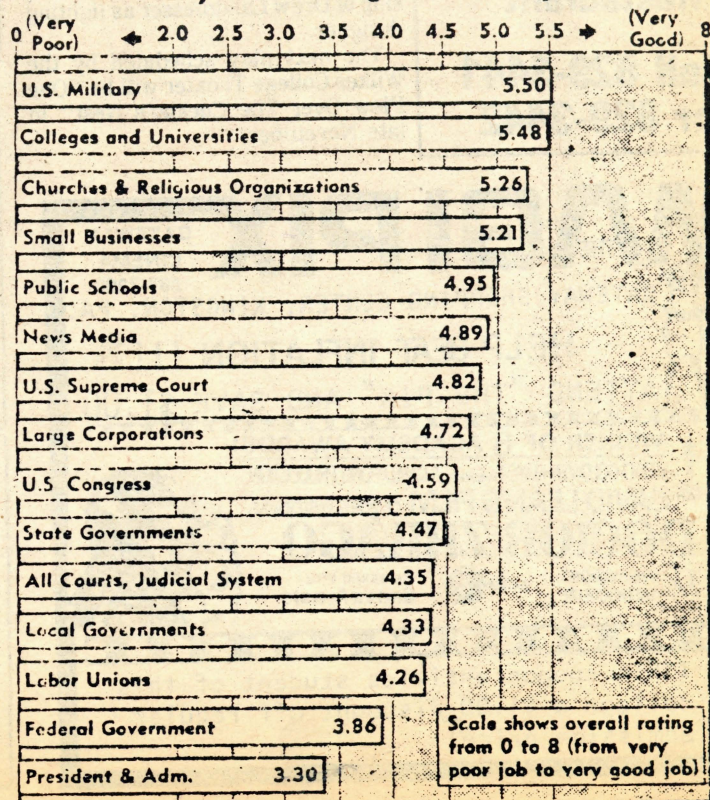 (Very Poor) (Very Good)
0 2.0 2.5 3.0 3.5 4.0 4.5 5.0 5.5 8
U.S. Military 5.50
Colleges and Universities 5.48
Churches & Religious Organizations 5.26
Small Businesses 5.21
Public Schools 4.95
News Media 4.89
U.S. Supreme Court 4.82
Large Corporations 4.72
U.S Congress 4.59
State Governments 4.47
All Courts, Judicial System 4.35
Local Governments 4.33
Labor Unions 4.26
Federal Government 3.86
President & Adm. 3.30
Scale shows overall rating
from 0 to 8 (from very
poor job to very good job)